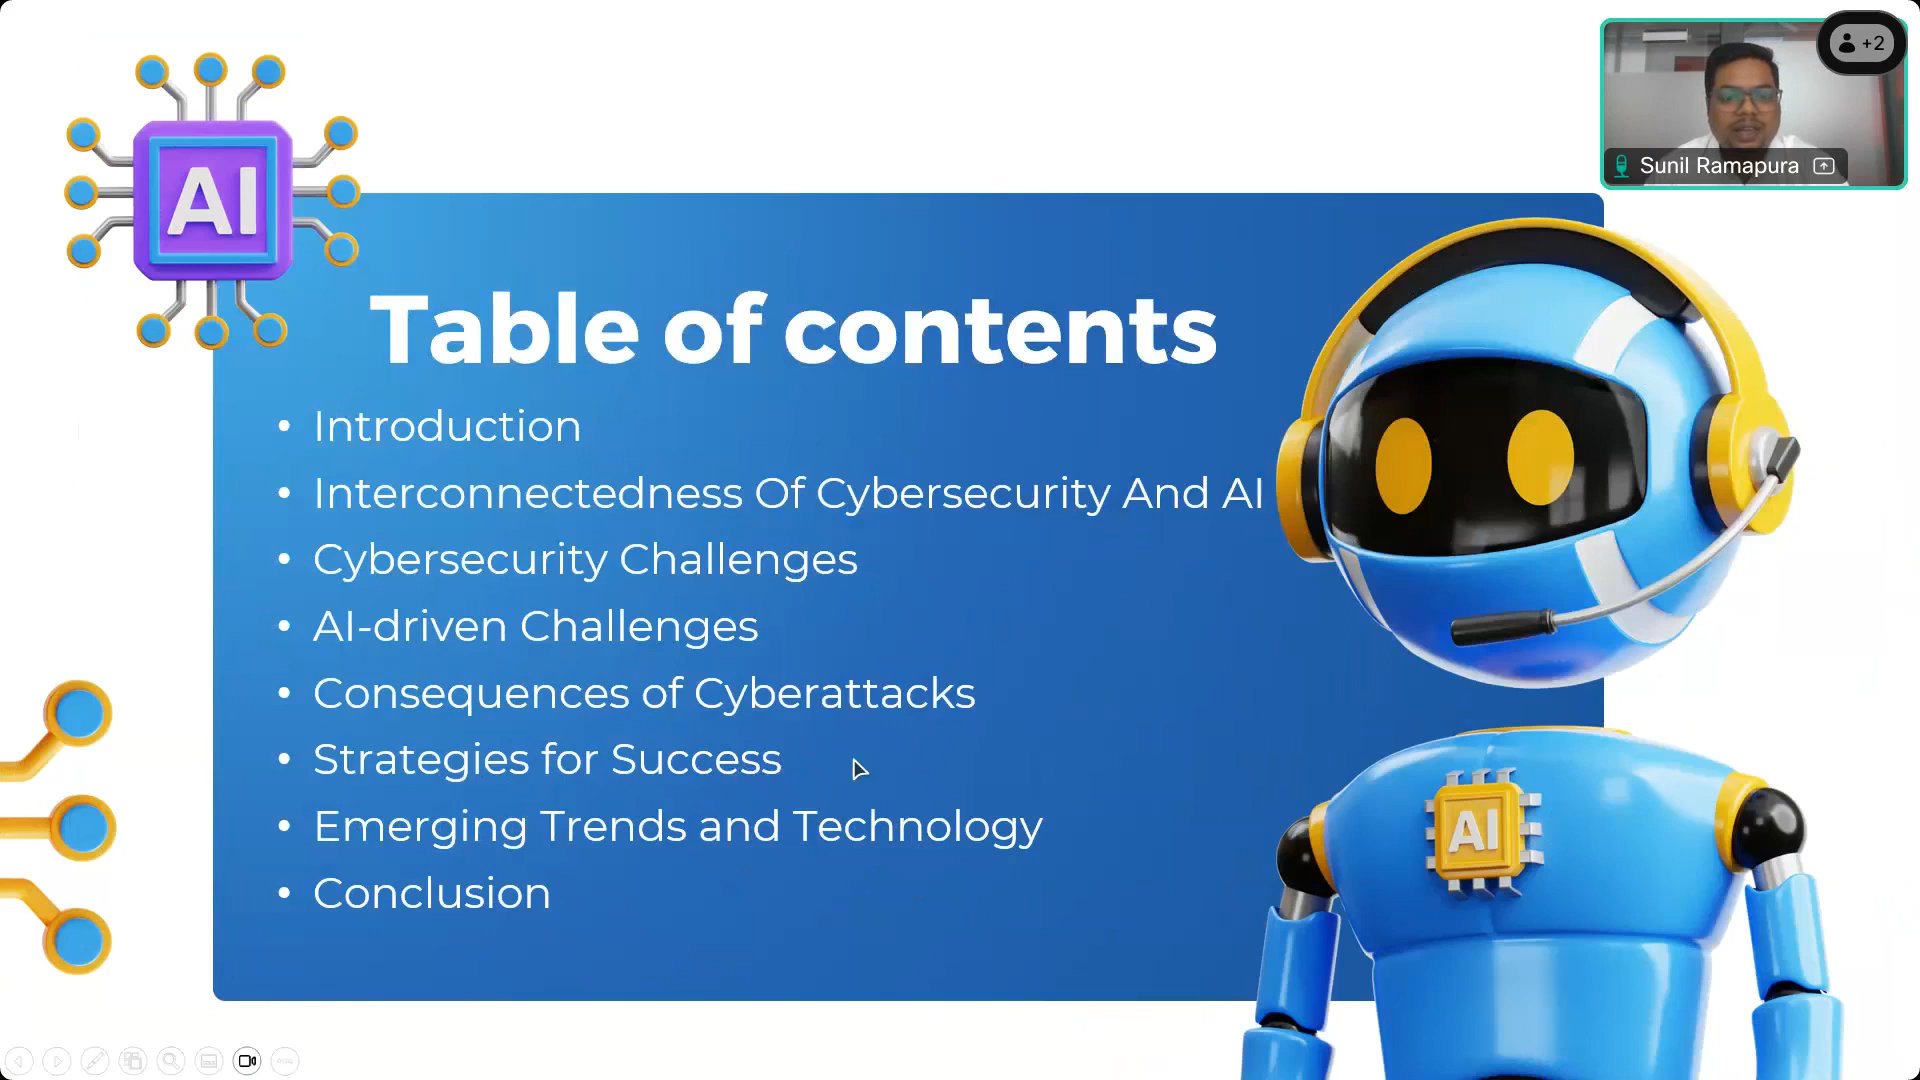 +2
Sunil Ramapura
AI
Table of contents
• Introduction
• Interconnectedness Of Cybersecurity And AI
• Cybersecurity Challenges
• AI-driven Challenges
• Consequences of Cyberattacks
• Strategies for Success
• Emerging Trends and Technology
• Conclusion
AI